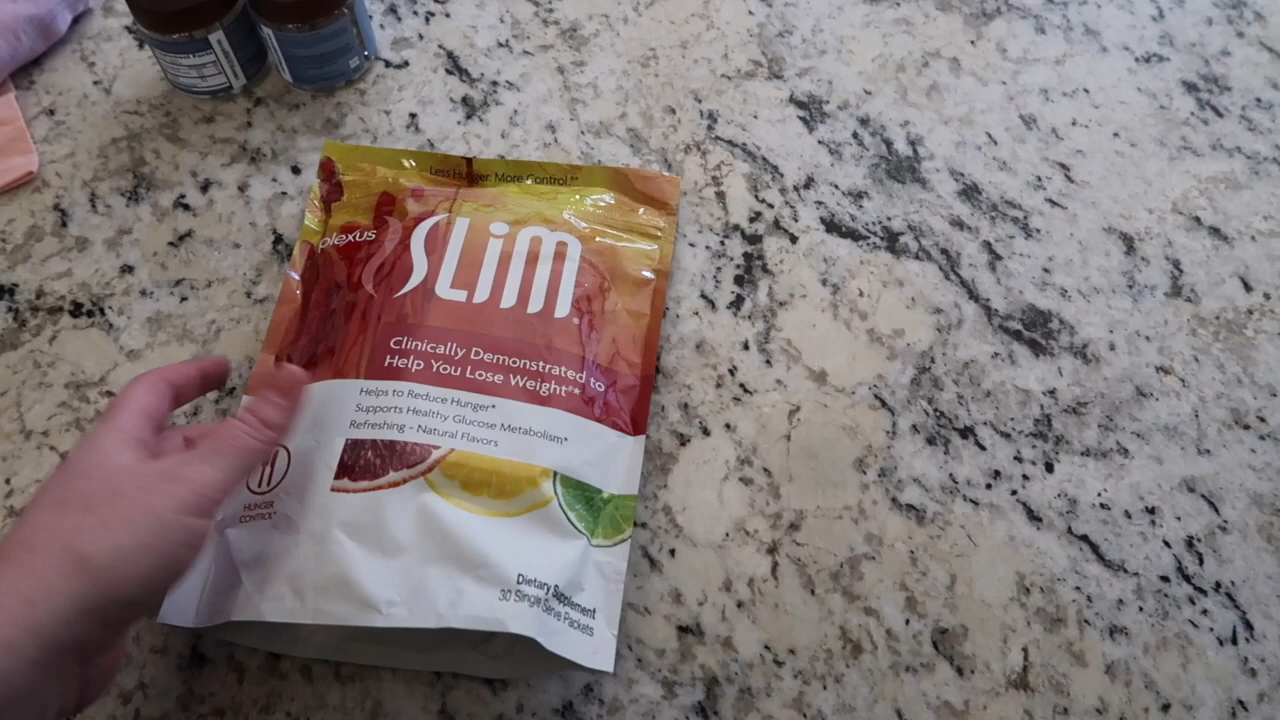 Less Hunger. More Control.**
plexus
SLiM
Clinically Demonstrated to
Help You Lose Weight‡*
Helps to Reduce Hunger*
Supports Healthy Glucose Metabolism*
Refreshing - Natural Flavors
HUNGER
CONTROL*
Dietary Supplement
30 Single Serve Packets